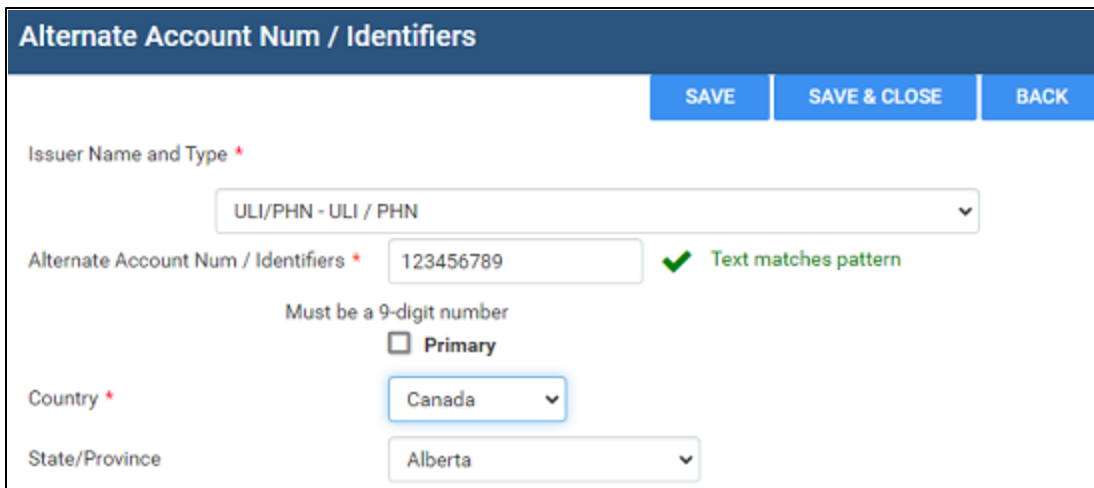 Alternate Account Num / Identifiers
SAVE SAVE & CLOSE BACK
Issuer Name and Type *
ULI/PHN - ULI / PHN
Alternate Account Num / Identifiers * 123456789 Text matches pattern
Must be a 9-digit number
Primary
Country * Canada
State/Province Alberta